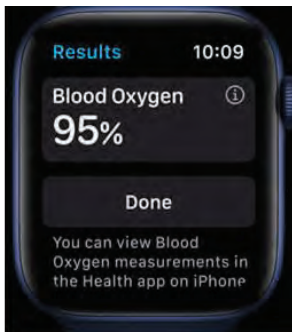 Results 10:09
Blood Oxygen
95%
Done
You can view Blood
Oxygen measurements in
the Health app on iPhone